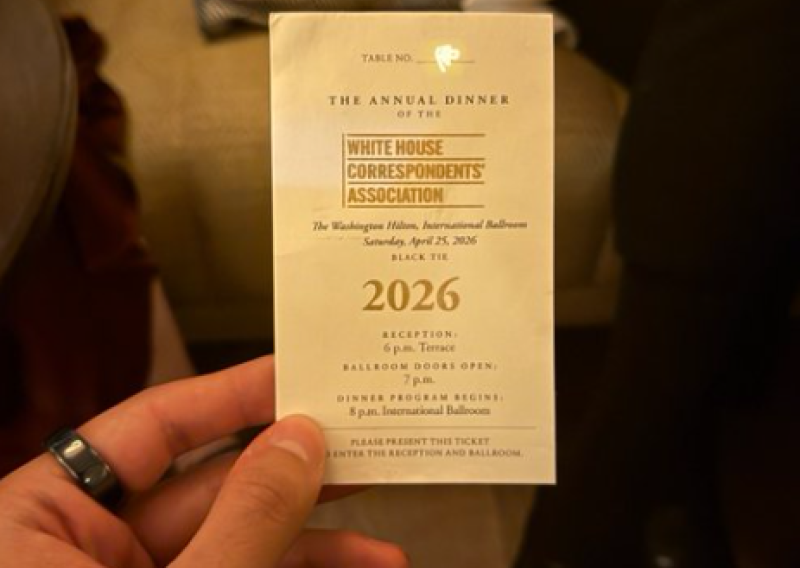 TABLE NO.
THE ANNUAL DINNER
OF THE
WHITE HOUSE
CORRESPONDENTS'
ASSOCIATION
The Washington Hilton, International Ballroom
Saturday, April 25, 2026
BLACK TIE
2026
RECEPTION:
6 p.m. Terrace
BALLROOM DOORS OPEN:
7 p.m.
DINNER PROGRAM BEGINS:
8 p.m. International Ballroom
PLEASE PRESENT THIS TICKET
ENTER THE RECEPTION AND BALLROOM.